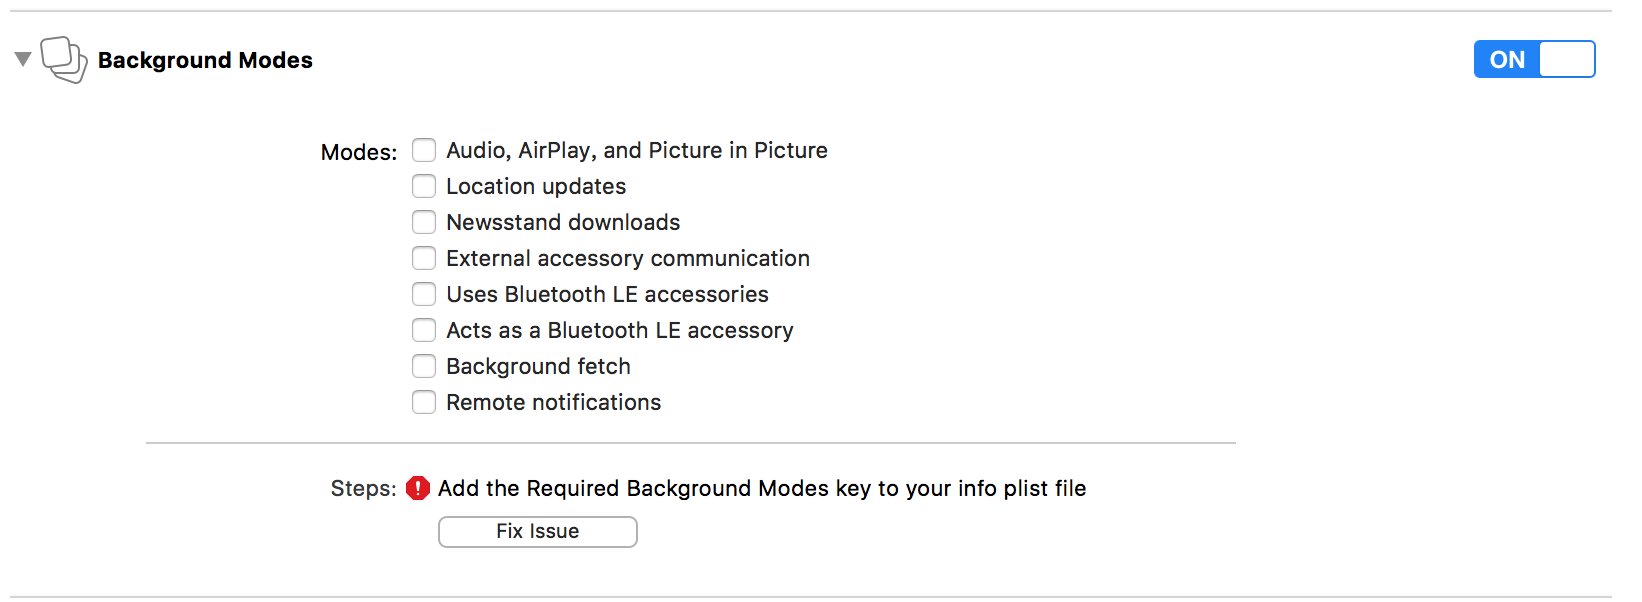 Background Modes
ON
Modes: Audio, AirPlay, and Picture in Picture
Location updates
Newsstand downloads
External accessory communication
Uses Bluetooth LE accessories
Acts as a Bluetooth LE accessory
Background fetch
Remote notifications
Steps: Add the Required Background Modes key to your info plist file
Fix Issue